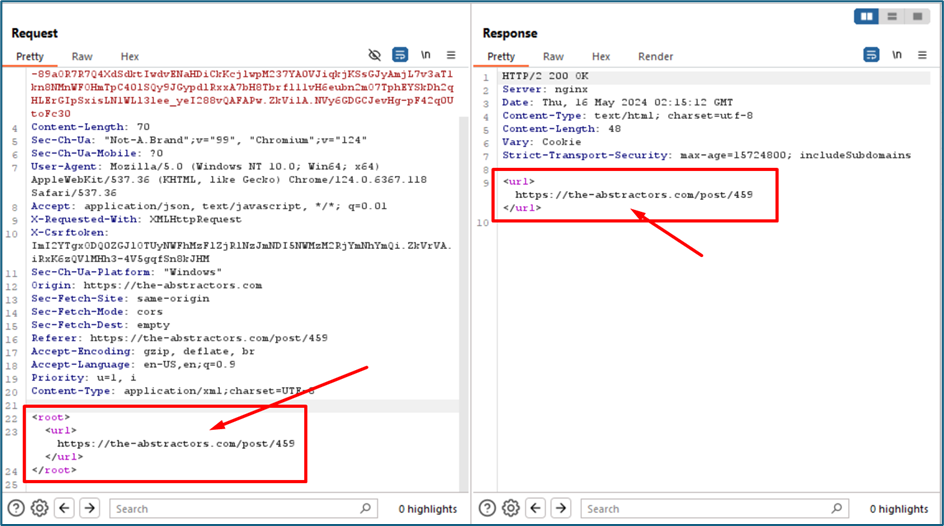 Request
Pretty Raw Hex \n
4 Content-Length: 70
5 Sec-Ch-Ua: "Not-A.Brand";v="99", "Chromium";v="124"
6 Sec-Ch-Ua-Mobile: ?0
7 User-Agent: Mozilla/5.0 (Windows NT 10.0; Win64; x64)
AppleWebKit/537.36 (KHTML, like Gecko) Chrome/124.0.6367.118
Safari/537.36
8 Accept: application/json, text/javascript, */*; q=0.01
9 X-Requested-With: XMLHttpRequest
10 X-Csrftoken:
11 Sec-Ch-Ua-Platform: "Windows"
12 Origin: https://the-abstractors.com
13 Sec-Fetch-Site: same-origin
14 Sec-Fetch-Mode: cors
15 Sec-Fetch-Dest: empty
16 Referer: https://the-abstractors.com/post/459
17 Accept-Encoding: gzip, deflate, br
18 Accept-Language: en-US,en;q=0.9
19 Priority: u=1, i
20 Content-Type: application/xml;charset=UTF-8
21
22 <root>
23 <url>
https://the-abstractors.com/post/459
</url>
24 </root>
25
Search 0 highlights
Response
Pretty Raw Hex Render \n
1 HTTP/2 200 OK
2 Server: nginx
3 Date: Thu, 16 May 2024 02:15:12 GMT
4 Content-Type: text/html; charset=utf-8
5 Content-Length: 48
6 Vary: Cookie
7 Strict-Transport-Security: max-age=15724800; includeSubdomains
8
9 <url>
https://the-abstractors.com/post/459
</url>
10
Search 0 highlights